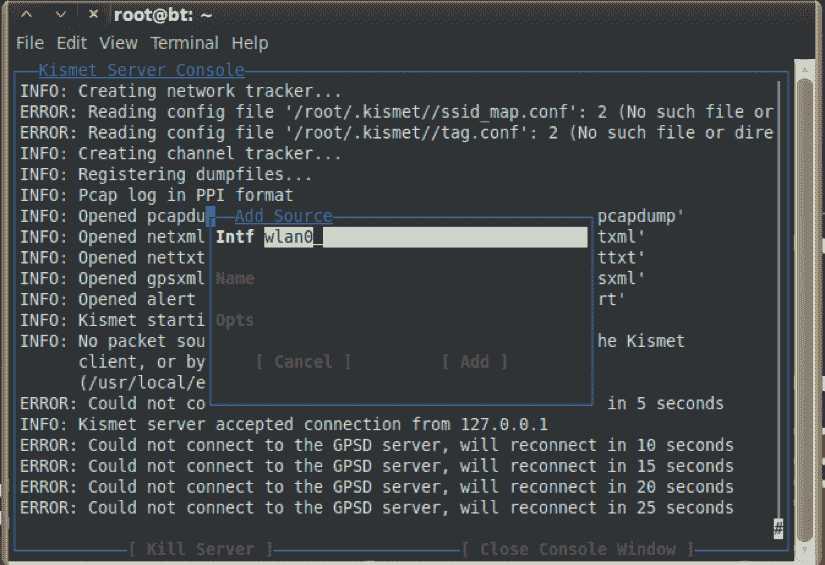 root@bt: ~
File Edit View Terminal Help
Kismet Server Console
INFO: Creating network tracker...
ERROR: Reading config file '/root/.kismet//ssid_map.conf': 2 (No such file or
ERROR: Reading config file '/root/.kismet//tag.conf': 2 (No such file or dire
INFO: Creating channel tracker...
INFO: Registering dumpfiles...
INFO: Pcap log in PPI format
INFO: Opened pcapdu Add Source pcapdump'
INFO: Opened netxml Intf wlan0_ txml'
INFO: Opened nettxt ttxt'
INFO: Opened gpsxml Name sxml'
INFO: Opened alert rt'
INFO: Kismet starti Opts
INFO: No packet sou he Kismet
client, or by [ Cancel ] [ Add ]
(/usr/local/e
ERROR: Could not co in 5 seconds
INFO: Kismet server accepted connection from 127.0.0.1
ERROR: Could not connect to the GPSD server, will reconnect in 10 seconds
ERROR: Could not connect to the GPSD server, will reconnect in 15 seconds
ERROR: Could not connect to the GPSD server, will reconnect in 20 seconds
ERROR: Could not connect to the GPSD server, will reconnect in 25 seconds
#
[ Kill Server ] [ Close Console Window ]